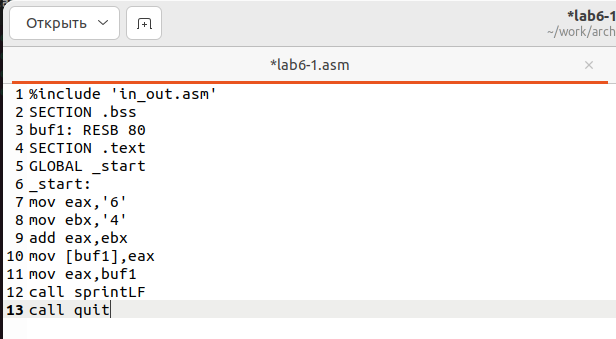 Открыть
*lab6-1
~/work/arch
*lab6-1.asm
1 %include 'in_out.asm'
2 SECTION .bss
3 buf1: RESB 80
4 SECTION .text
5 GLOBAL _start
6 _start:
7 mov eax,'6'
8 mov ebx,'4'
9 add eax,ebx
10 mov [buf1],eax
11 mov eax,buf1
12 call sprintLF
13 call quit